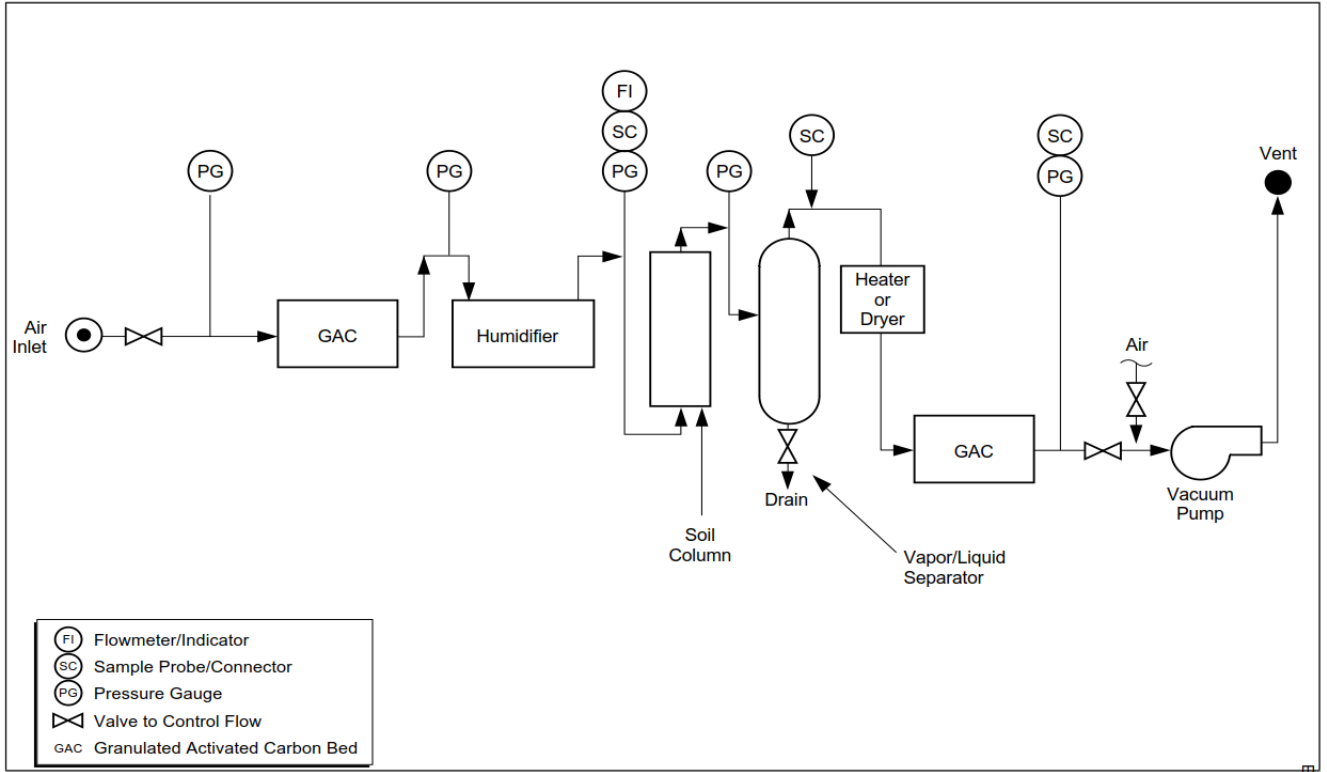 FI
SC
PG
PG
PG
PG
SC
SC
PG
Vent
Air
Inlet
GAC
Humidifier
Heater
or
Dryer
Air
GAC
Vacuum
Pump
Drain
Soil
Column
Vapor/Liquid
Separator
FI Flowmeter/Indicator
SC Sample Probe/Connector
PG Pressure Gauge
Valve to Control Flow
GAC Granulated Activated Carbon Bed